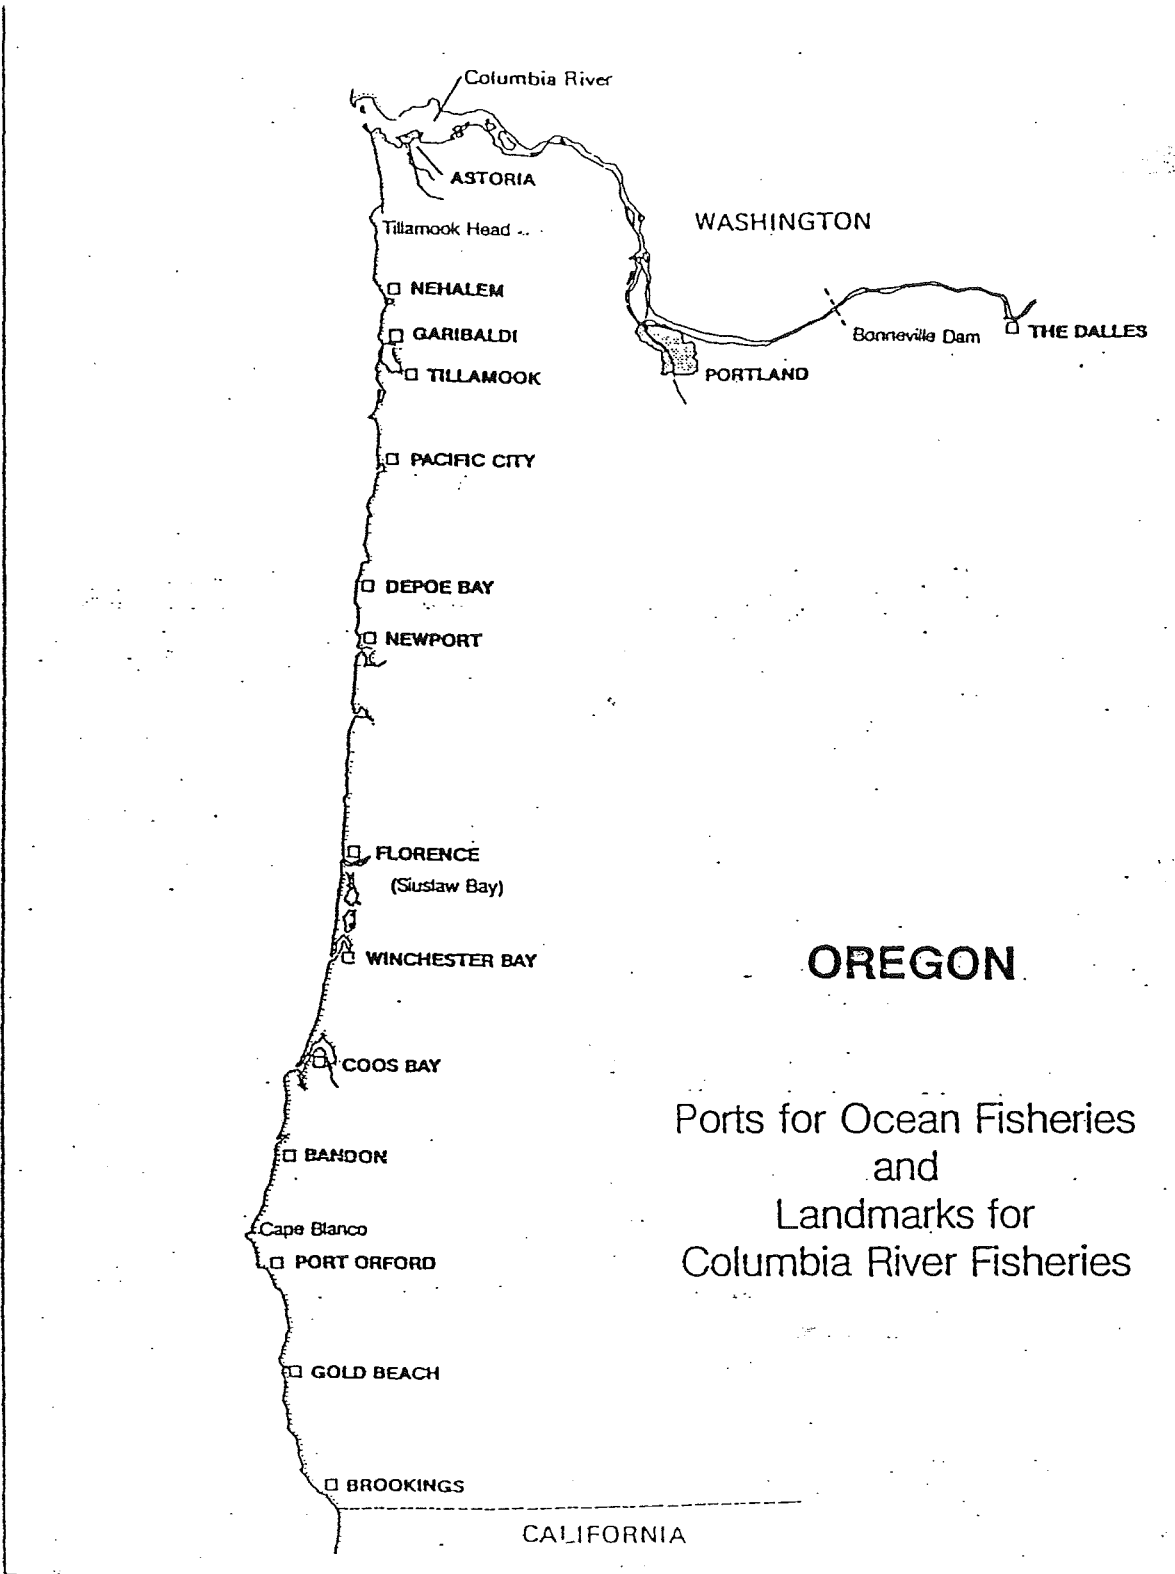 Columbia River
ASTORIA
WASHINGTON
Tillamook Head
NEHALEM
GARIBALDI
Bonneville Dam
THE DALLES
TILLAMOOK
PORTLAND
PACIFIC CITY
DEPOE BAY
NEWPORT
FLORENCE
(Siuslaw Bay)
WINCHESTER BAY
OREGON
COOS BAY
Ports for Ocean Fisheries
and
Landmarks for
Columbia River Fisheries
BANDON
Cape Blanco
PORT ORFORD
GOLD BEACH
BROOKINGS
CALIFORNIA